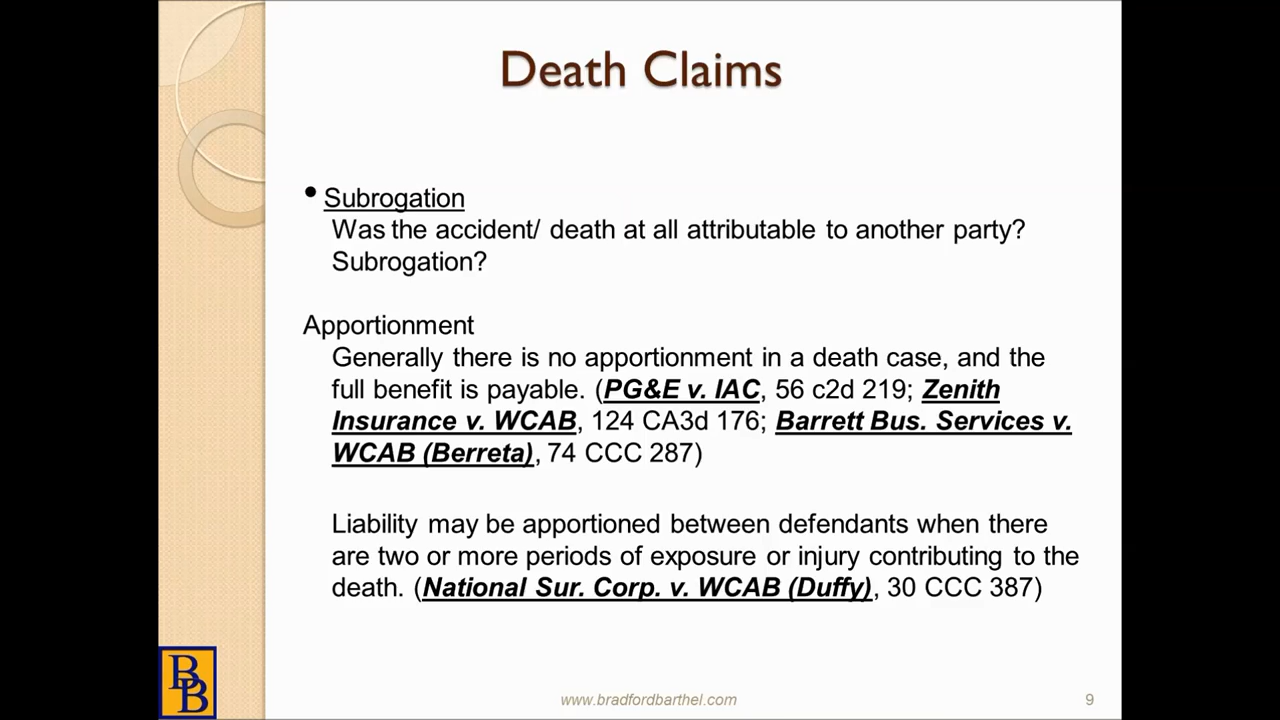 Death Claims
• Subrogation
Was the accident/ death at all attributable to another party?
Subrogation?
Apportionment
Generally there is no apportionment in a death case, and the
full benefit is payable. (PG&E v. IAC, 56 c2d 219; Zenith
Insurance v. WCAB, 124 CA3d 176; Barrett Bus. Services v.
WCAB (Berreta), 74 CCC 287)
Liability may be apportioned between defendants when there
are two or more periods of exposure or injury contributing to the
death. (National Sur. Corp. v. WCAB (Duffy), 30 CCC 387)
BB
www.bradfordbarthel.com
9